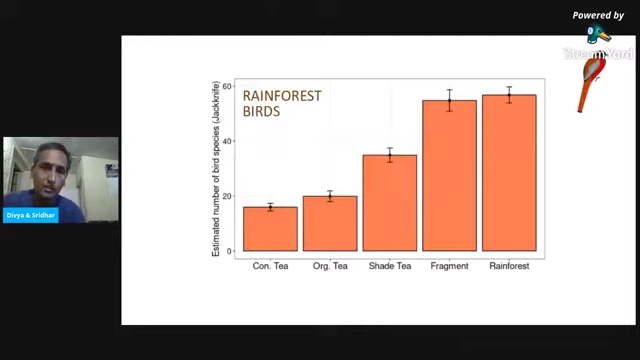 Powered by
StreamYard
RAINFOREST
BIRDS
Estimated number of bird species (Jackknife)
60
40
20
0
Con. Tea
Org. Tea
Shade Tea
Fragment
Rainforest
Divya & Sridhar